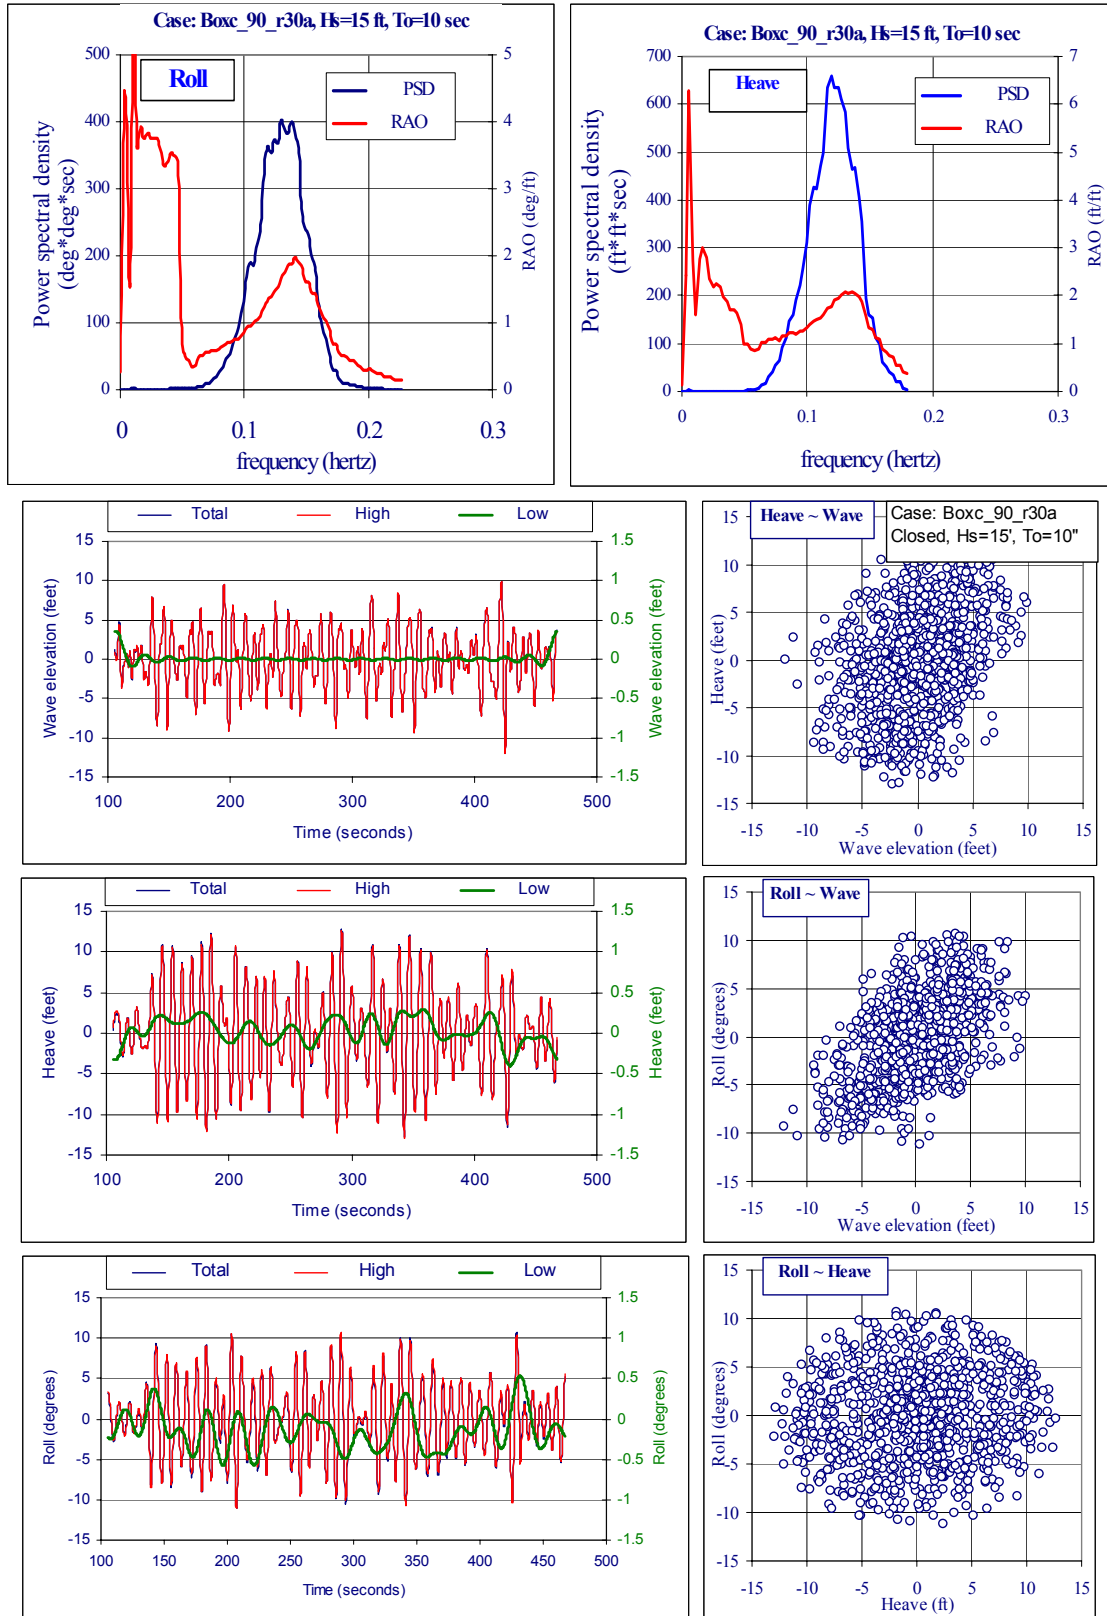 Case: Boxc_90_r30a, Hs=15 ft, To=10 sec
Roll
PSD
RAO
Power spectral density
(deg*deg*sec)
RAO (deg/ft)
500
400
300
200
100
0
5
4
3
2
1
0
0 0.1 0.2 0.3
frequency (hertz)
Case: Boxc_90_r30a, Hs=15 ft, To=10 sec
Heave
PSD
RAO
Power spectral density
(ft*ft*sec)
RAO (ft/ft)
700
600
500
400
300
200
100
0
7
6
5
4
3
2
1
0
0 0.1 0.2 0.3
frequency (hertz)
Total High Low
Wave elevation (feet)
Wave elevation (feet)
15
10
5
0
-5
-10
-15
1.5
1
0.5
0
-0.5
-1
-1.5
100 200 300 400 500
Time (seconds)
Heave ~ Wave
Case: Boxc_90_r30a
Closed, Hs=15', To=10"
Heave (feet)
15
10
5
0
-5
-10
15
-15 -10 -5 0 5 10 15
Wave elevation (feet)
Total High Low
Heave (feet)
Heave (feet)
15
10
5
0
-5
-10
-15
1.5
1
0.5
0
-0.5
-1
-1.5
100 200 300 400 500
Time (seconds)
Roll ~ Wave
Roll (degrees)
15
10
5
0
-5
-10
-15
-15 -10 -5 0 5 10 15
Wave elevation (feet)
Total High Low
Roll (degrees)
Roll (degrees)
15
10
5
0
-5
-10
-15
1.5
1
0.5
0
-0.5
-1
-1.5
100 150 200 250 300 350 400 450 500
Time (seconds)
Roll ~ Heave
Roll (degrees)
15
10
5
0
-5
-10
-15
-15 -10 -5 0 5 10 15
Heave (ft)